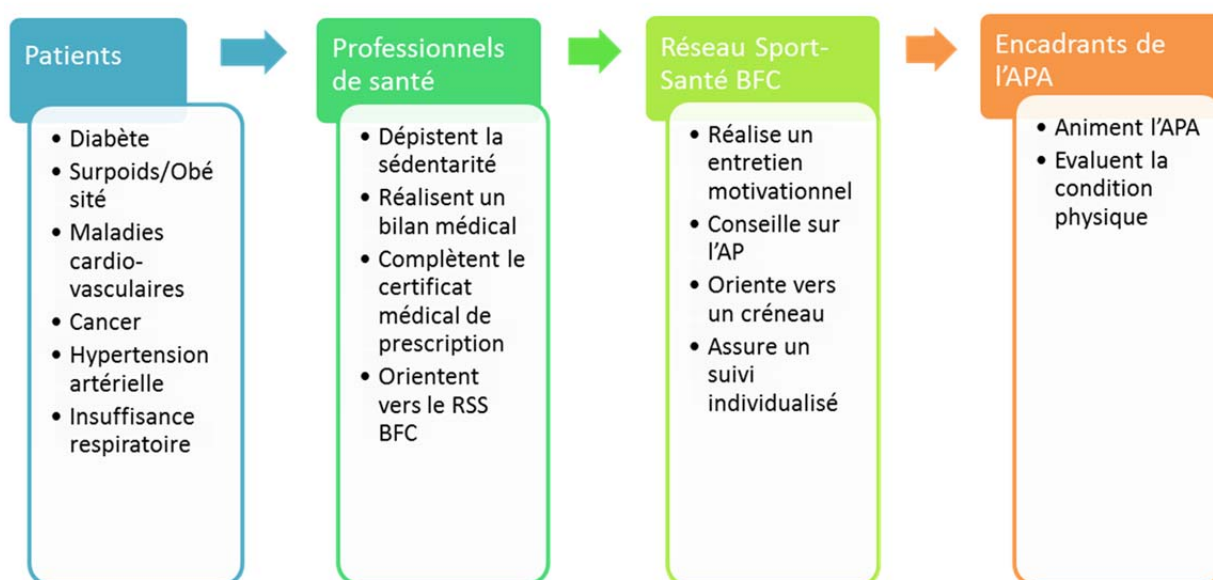 Patients
• Diabète
• Surpoids/Obé
sité
• Maladies
cardio-
vasculaires
• Cancer
• Hypertension
artérielle
• Insuffisance
respiratoire
Professionnels
de santé
• Dépistent la
sédentarité
• Réalisent un
bilan médical
• Complètent le
certificat
médical de
prescription
• Orientent
vers le RSS
BFC
Réseau Sport-
Santé BFC
• Réalise un
entretien
motivationnel
• Conseille sur
l’AP
• Oriente vers
un créneau
• Assure un
suivi
individualisé
Encadrants de
l’APA
• Animent l’APA
• Evaluent la
condition
physique